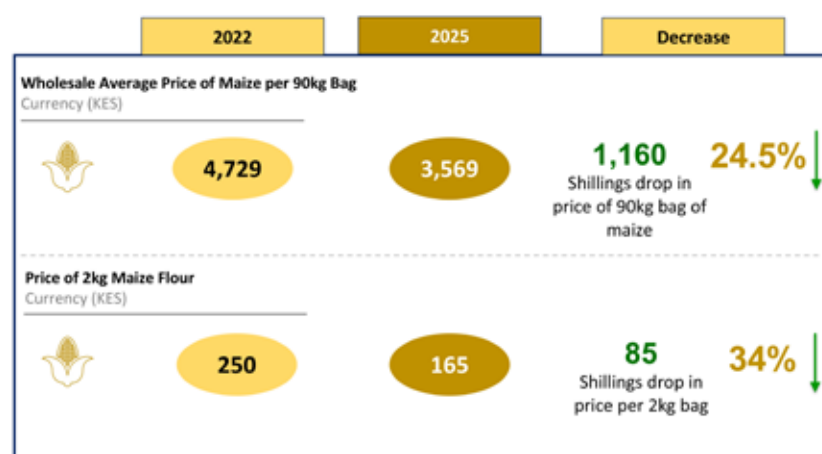 2022
2025
Decrease
Wholesale Average Price of Maize per 90kg Bag
Currency (KES)
4,729
3,569
1,160
24.5%
Shillings drop in
price of 90kg bag of
maize
Price of 2kg Maize Flour
Currency (KES)
250
165
85
34%
Shillings drop in
price per 2kg bag